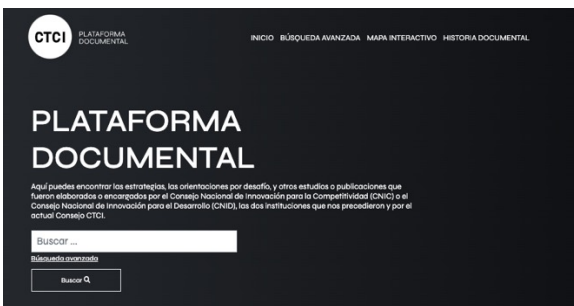 CTCI
PLATAFORMA
DOCUMENTAL
INICIO BÚSQUEDA AVANZADA MAPA INTERACTIVO HISTORIA DOCUMENTAL
PLATAFORMA
DOCUMENTAL
Aquí puedes encontrar las estrategias, las orientaciones por desafío, y otros estudios o publicaciones que
fueron elaborados o encargados por el Consejo Nacional de Innovación para la Competitividad (CNIC) o el
Consejo Nacional de Innovación para el Desarrollo (CNID), las dos instituciones que nos precedieron y por el
actual Consejo CTCI.
Buscar ...
Búsqueda avanzada
Buscar